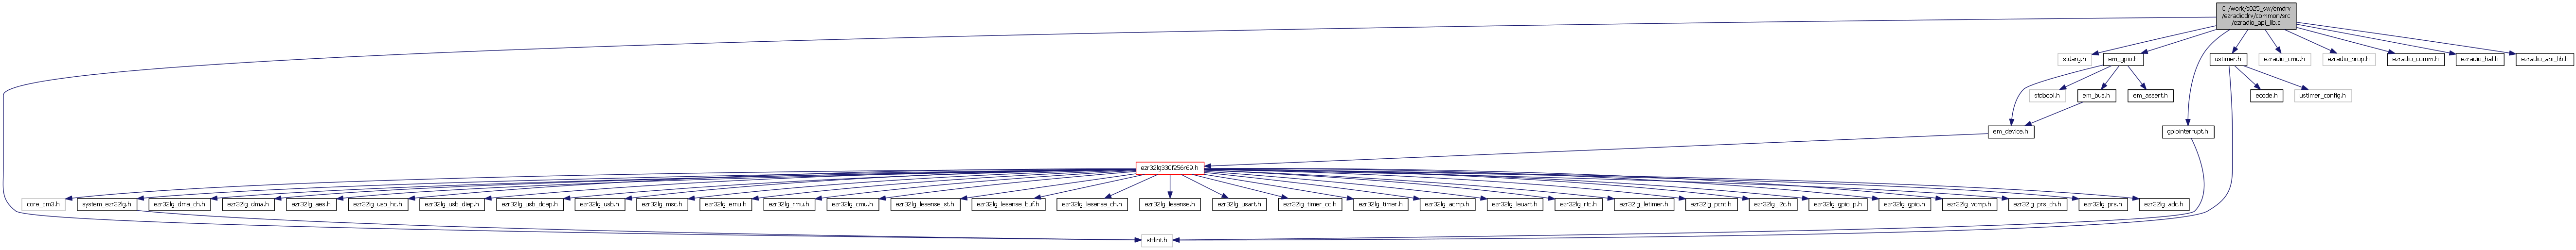 C:/work/s025_sw/emdrv
/ezradiodrv/common/src
/ezradio_api_lib.c
stdarg.h
em_gpio.h
ustimer.h
ezradio_cmd.h
ezradio_prop.h
ezradio_comm.h
ezradio_hal.h
ezradio_api_lib.h
stdbool.h
em_bus.h
em_assert.h
ecode.h
ustimer_config.h
em_device.h
gpiointerrupt.h
ezr32lg330f256r69.h
core_cm3.h
system_ezr32lg.h
ezr32lg_dma_ch.h
ezr32lg_dma.h
ezr32lg_aes.h
ezr32lg_usb_hc.h
ezr32lg_usb_diep.h
ezr32lg_usb_doep.h
ezr32lg_usb.h
ezr32lg_msc.h
ezr32lg_emu.h
ezr32lg_rmu.h
ezr32lg_cmu.h
ezr32lg_lesense_st.h
ezr32lg_lesense_buf.h
ezr32lg_lesense_ch.h
ezr32lg_lesense.h
ezr32lg_usart.h
ezr32lg_timer_cc.h
ezr32lg_timer.h
ezr32lg_acmp.h
ezr32lg_leuart.h
ezr32lg_rtc.h
ezr32lg_letimer.h
ezr32lg_pcnt.h
ezr32lg_i2c.h
ezr32lg_gpio_p.h
ezr32lg_gpio.h
ezr32lg_vcmp.h
ezr32lg_prs_ch.h
ezr32lg_prs.h
ezr32lg_adc.h
stdint.h